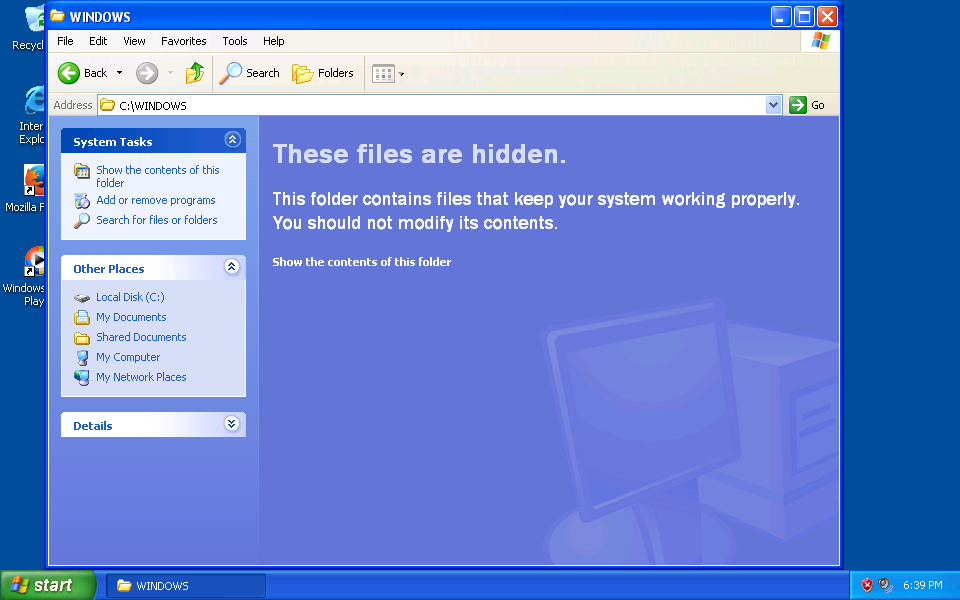 WINDOWS
File Edit View Favorites Tools Help
Back Search Folders
Address C:\WINDOWS Go
Recycl
Inter
Explo
Mozilla F
Windows
Play
System Tasks
Show the contents of this
folder
Add or remove programs
Search for files or folders
Other Places
Local Disk (C:)
My Documents
Shared Documents
My Computer
My Network Places
Details
These files are hidden.
This folder contains files that keep your system working properly.
You should not modify its contents.
Show the contents of this folder
start WINDOWS 6:39 PM